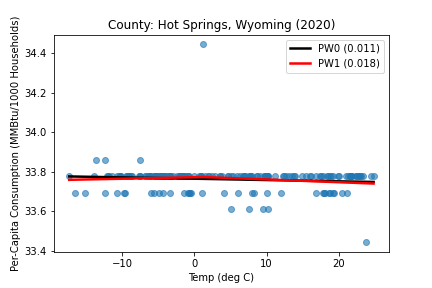 County: Hot Springs, Wyoming (2020)
PW0 (0.011)
PW1 (0.018)
Per-Capita Consumption (MMBtu/1000 Households)
34.4
34.2
34.0
33.8
33.6
33.4
−10
0
10
20
Temp (deg C)